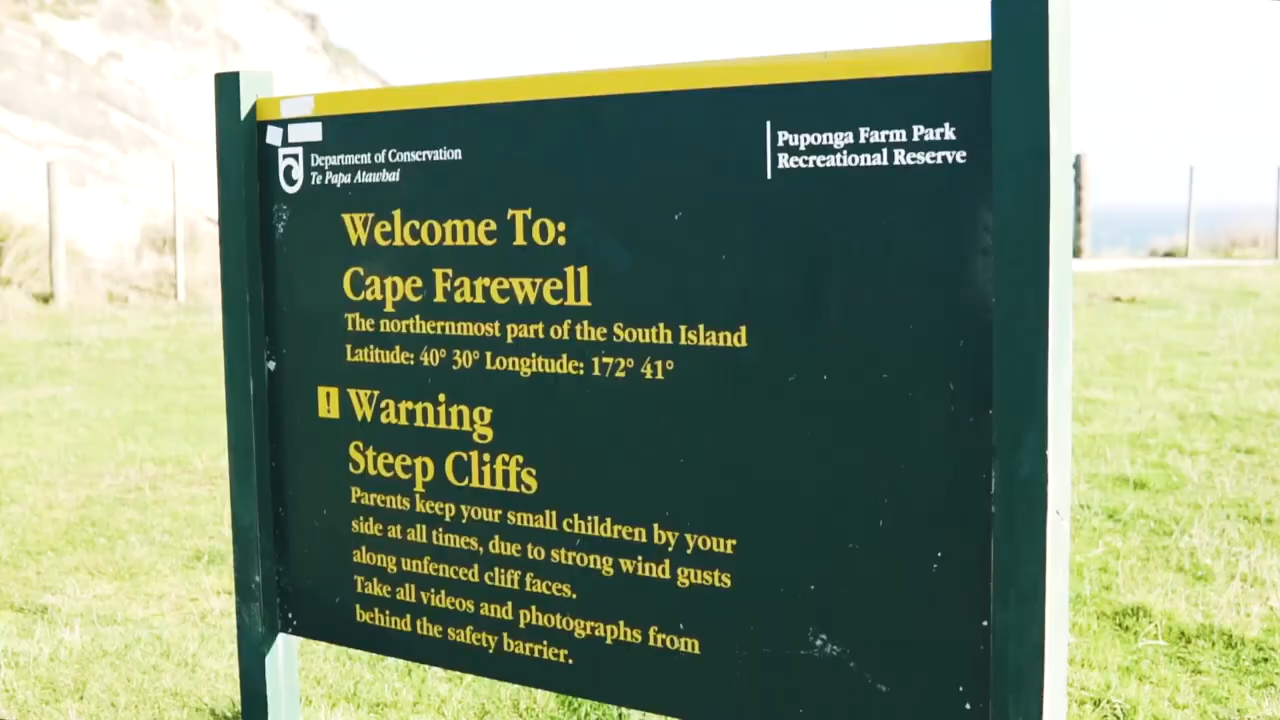 Department of Conservation
Te Papa Atawbai
Puponga Farm Park
Recreational Reserve
Welcome To:
Cape Farewell
The northernmost part of the South Island
Latitude: 40° 30° Longitude: 172° 41°
! Warning
Steep Cliffs
Parents keep your small children by your
side at all times, due to strong wind gusts
along unfenced cliff faces.
Take all videos and photographs from
behind the safety barrier.